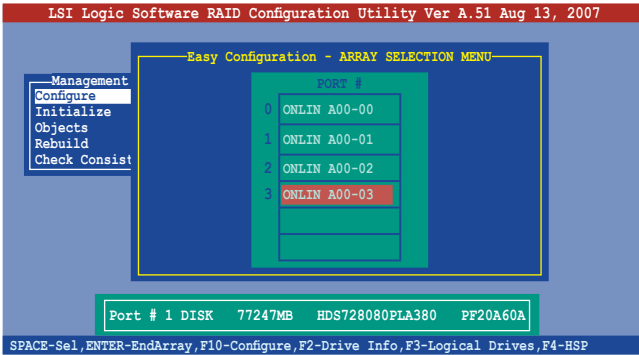 LSI Logic Software RAID Configuration Utility Ver A.51 Aug 13, 2007
Easy Configuration - ARRAY SELECTION MENU
Management
Configure
Initialize
Objects
Rebuild
Check Consist
PORT #
0 ONLIN A00-00
1 ONLIN A00-01
2 ONLIN A00-02
3 ONLIN A00-03
Port # 1 DISK 77247MB HDS728080PLA380 PF20A60A
SPACE-Sel,ENTER-EndArray,F10-Configure,F2-Drive Info,F3-Logical Drives,F4-HSP